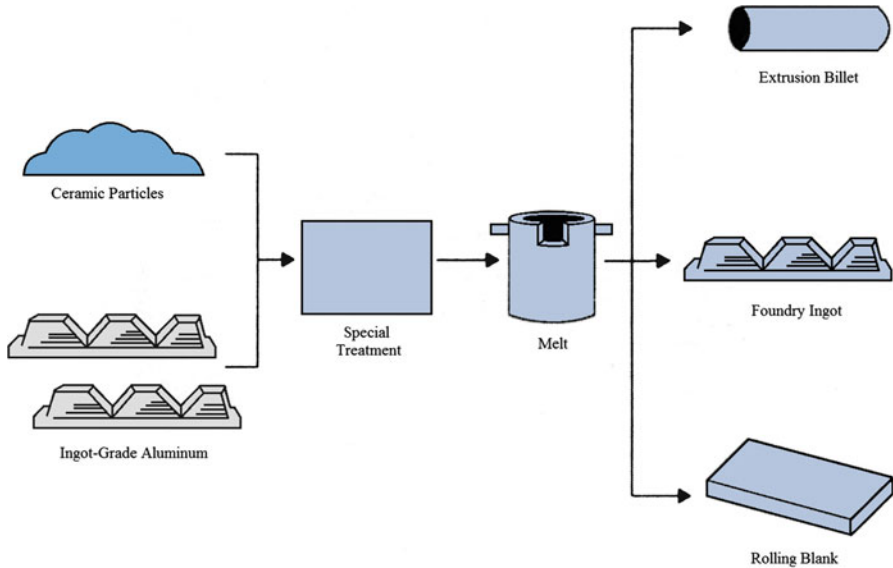 Ceramic Particles
Ingot-Grade Aluminum
Special
Treatment
Melt
Extrusion Billet
Foundry Ingot
Rolling Blank